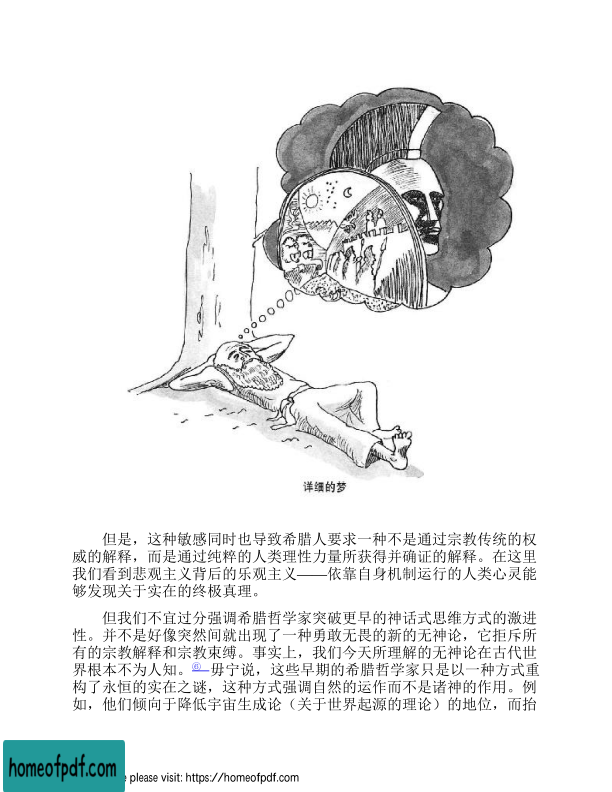 详细的梦
但是，这种敏感同时也导致希腊人要求一种不是通过宗教传统的权
威的解释，而是通过纯粹的人类理性力量所获得并确证的解释。在这里
我们看到悲观主义背后的乐观主义——依靠自身机制运行的人类心灵能
够发现关于实在的终极真理。
但我们不宜过分强调希腊哲学家突破更早的神话式思维方式的激进
性。并不是好像突然间就出现了一种勇敢无畏的新的无神论，它拒斥所
有的宗教解释和宗教束缚。事实上，我们今天所理解的无神论在古代世
界根本不为人知。⑥毋宁说，这些早期的希腊哲学家只是以一种方式重
构了永恒的实在之谜，这种方式强调自然的运作而不是诸神的作用。例
如，他们倾向于降低宇宙生成论（关于世界起源的理论）的地位，而抬
homeofpdf.com
e please visit: https://homeofpdf.com